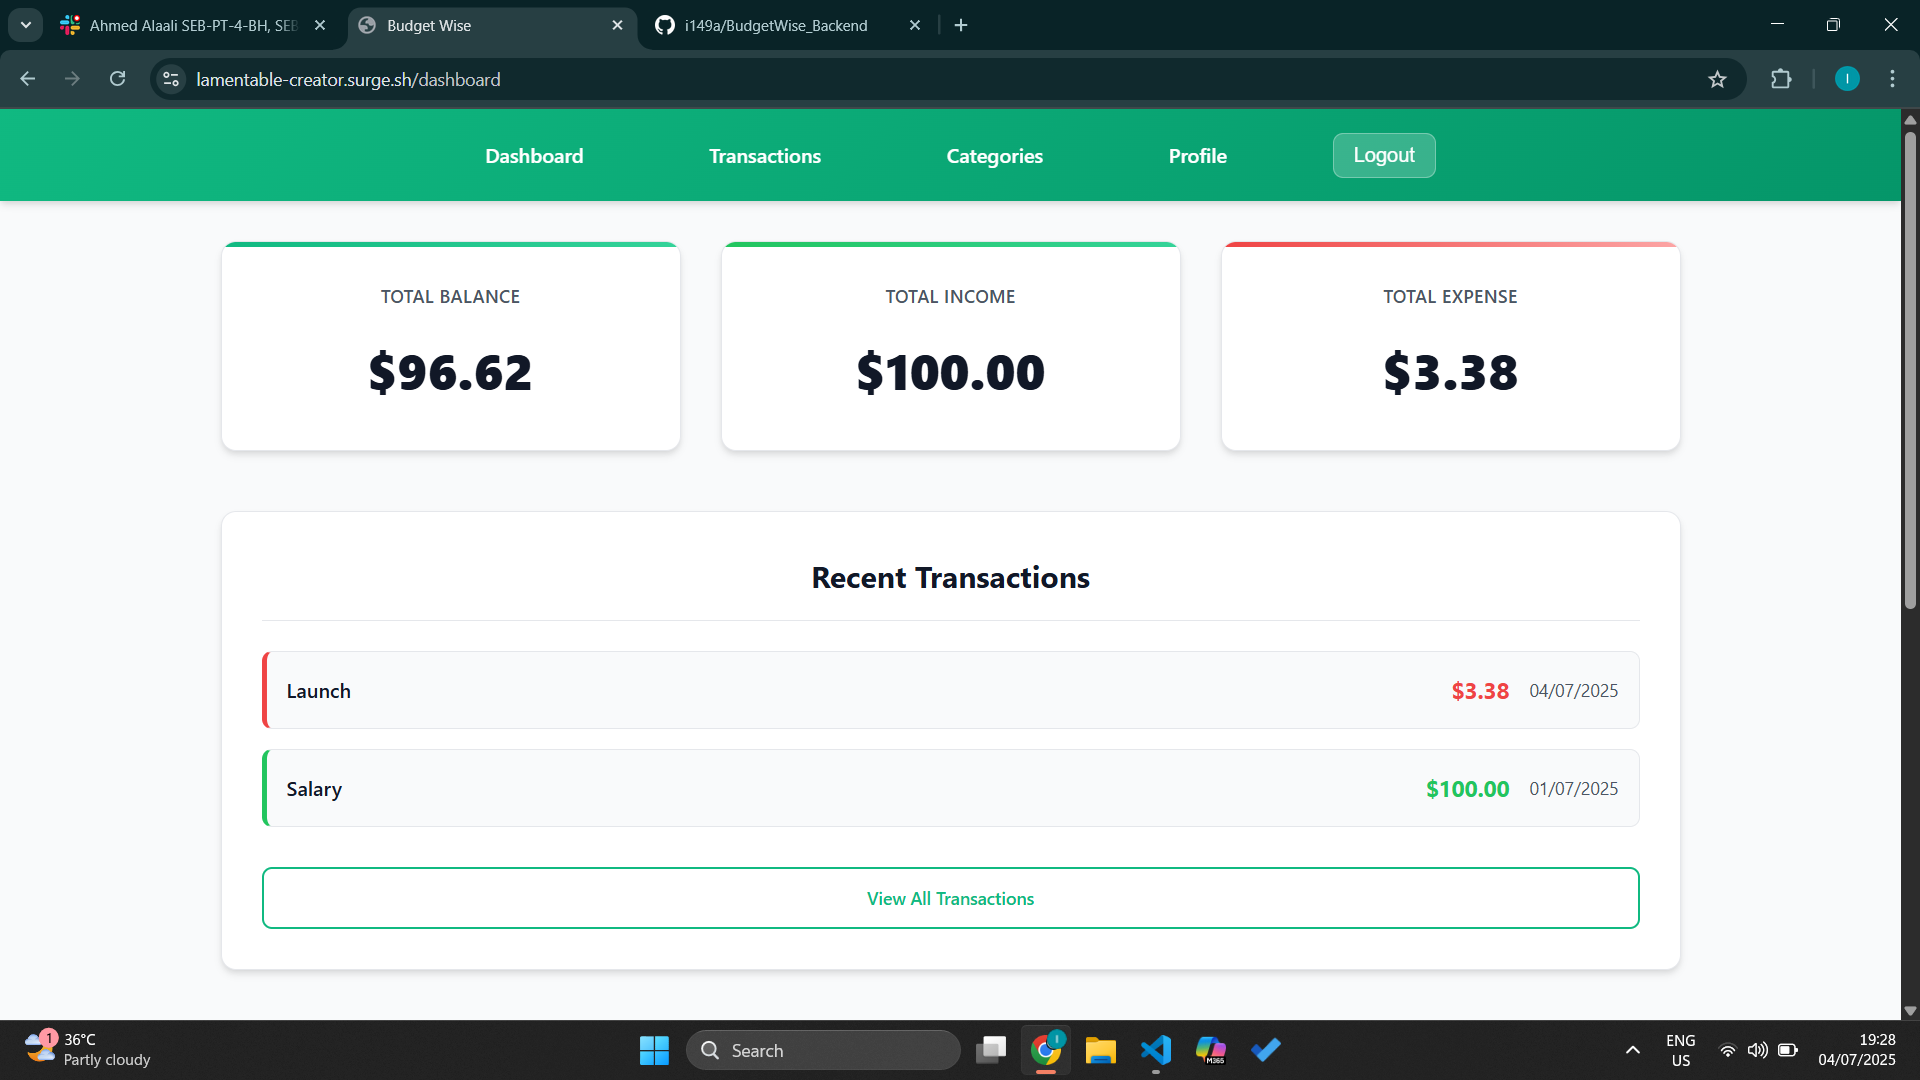 Ahmed Alaali SEB-PT-4-BH, SEB
Budget Wise
i149a/BudgetWise_Backend
lamentable-creator.surge.sh/dashboard
I
Dashboard
Transactions
Categories
Profile
Logout
TOTAL BALANCE
$96.62
TOTAL INCOME
$100.00
TOTAL EXPENSE
$3.38
Recent Transactions
Launch
$3.38
04/07/2025
Salary
$100.00
01/07/2025
View All Transactions
1
36°C
Partly cloudy
Search
I
M365
ENG
US
19:28
04/07/2025